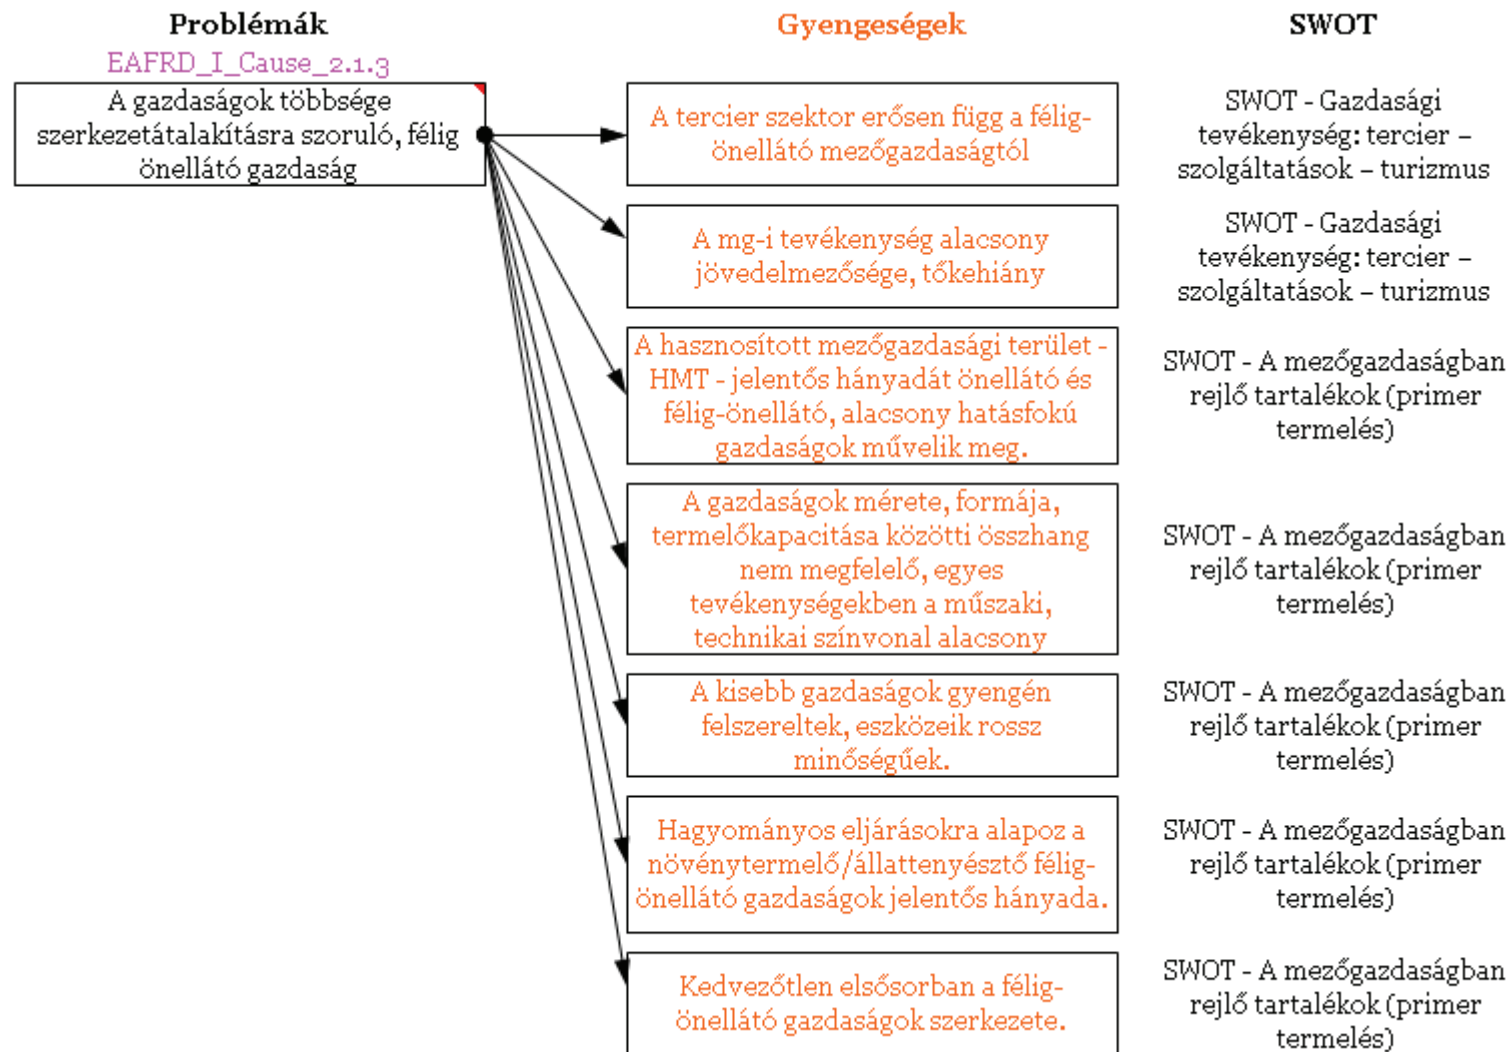 Problémák
EAFRD_I_Cause_2.1.3
A gazdaságok többsége
szerkezetátalakításra szoruló, félig
önellátó gazdaság
Gyengeségek
SWOT
A tercier szektor erősen függ a félig-
önellátó mezőgazdaságtól
SWOT - Gazdasági
tevékenység: tercier –
szolgáltatások – turizmus
A mg-i tevékenység alacsony
jövedelmezősége, tőkehiány
SWOT - Gazdasági
tevékenység: tercier –
szolgáltatások – turizmus
A hasznosított mezőgazdasági terület -
HMT - jelentős hányadát önellátó és
félig-önellátó, alacsony hatásfokú
gazdaságok művelik meg.
SWOT - A mezőgazdaságban
rejlő tartalékok (primer
termelés)
A gazdaságok mérete, formája,
termelőkapacitása közötti összhang
nem megfelelő, egyes
tevékenységekben a műszaki,
technikai színvonal alacsony
SWOT - A mezőgazdaságban
rejlő tartalékok (primer
termelés)
A kisebb gazdaságok gyengén
felszereltek, eszközeik rossz
minőségűek.
SWOT - A mezőgazdaságban
rejlő tartalékok (primer
termelés)
Hagyományos eljárásokra alapoz a
növénytermelő/állattenyésztő félig-
önellátó gazdaságok jelentős hányada.
SWOT - A mezőgazdaságban
rejlő tartalékok (primer
termelés)
Kedvezőtlen elsősorban a félig-
önellátó gazdaságok szerkezete.
SWOT - A mezőgazdaságban
rejlő tartalékok (primer
termelés)